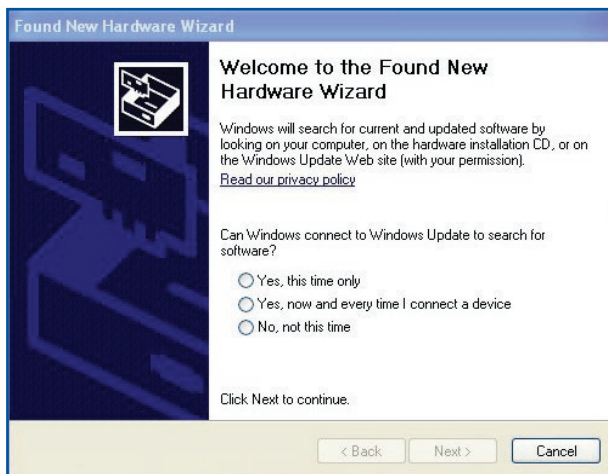 Found New Hardware Wizard
Welcome to the Found New
Hardware Wizard
Windows will search for current and updated software by
looking on your computer, on the hardware installation CD, or on
the Windows Update Web site (with your permission).
Read our privacy policy
Can Windows connect to Windows Update to search for
software?
Yes, this time only
Yes, now and every time I connect a device
No, not this time
Click Next to continue.
< Back
Next >
Cancel